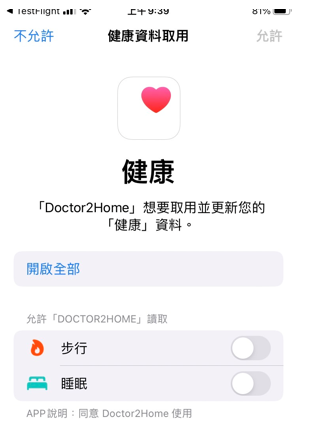 TestFlight 上午9:39 81%
不允許 健康資料取用 允許
健康
「Doctor2Home」想要取用並更新您的
「健康」資料。
開啟全部
允許「DOCTOR2HOME」讀取
步行
睡眠
APP說明：同意 Doctor2Home 使用